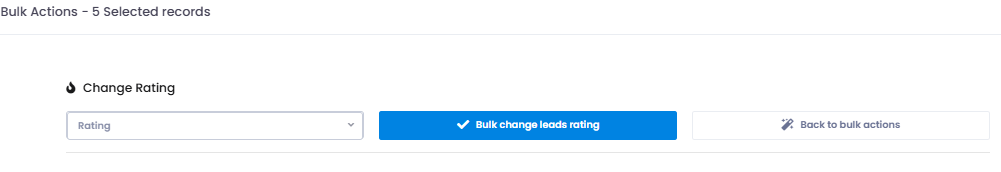 Bulk Actions - 5 Selected records
Change Rating
Rating
Bulk change leads rating
Back to bulk actions